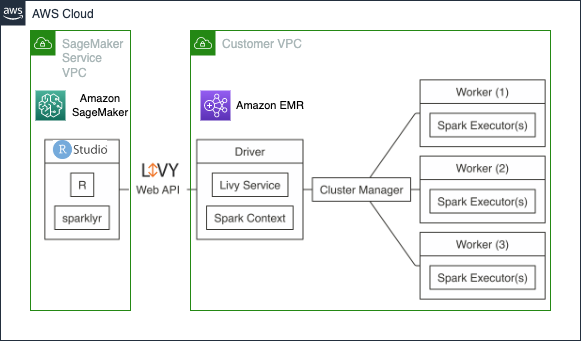 aws
AWS Cloud
SageMaker
Service
VPC
Amazon
SageMaker
R Studio
R
sparklyr
LIVY
Web API
Customer VPC
Amazon EMR
Driver
Livy Service
Spark Context
Cluster Manager
Worker (1)
Spark Executor(s)
Worker (2)
Spark Executor(s)
Worker (3)
Spark Executor(s)